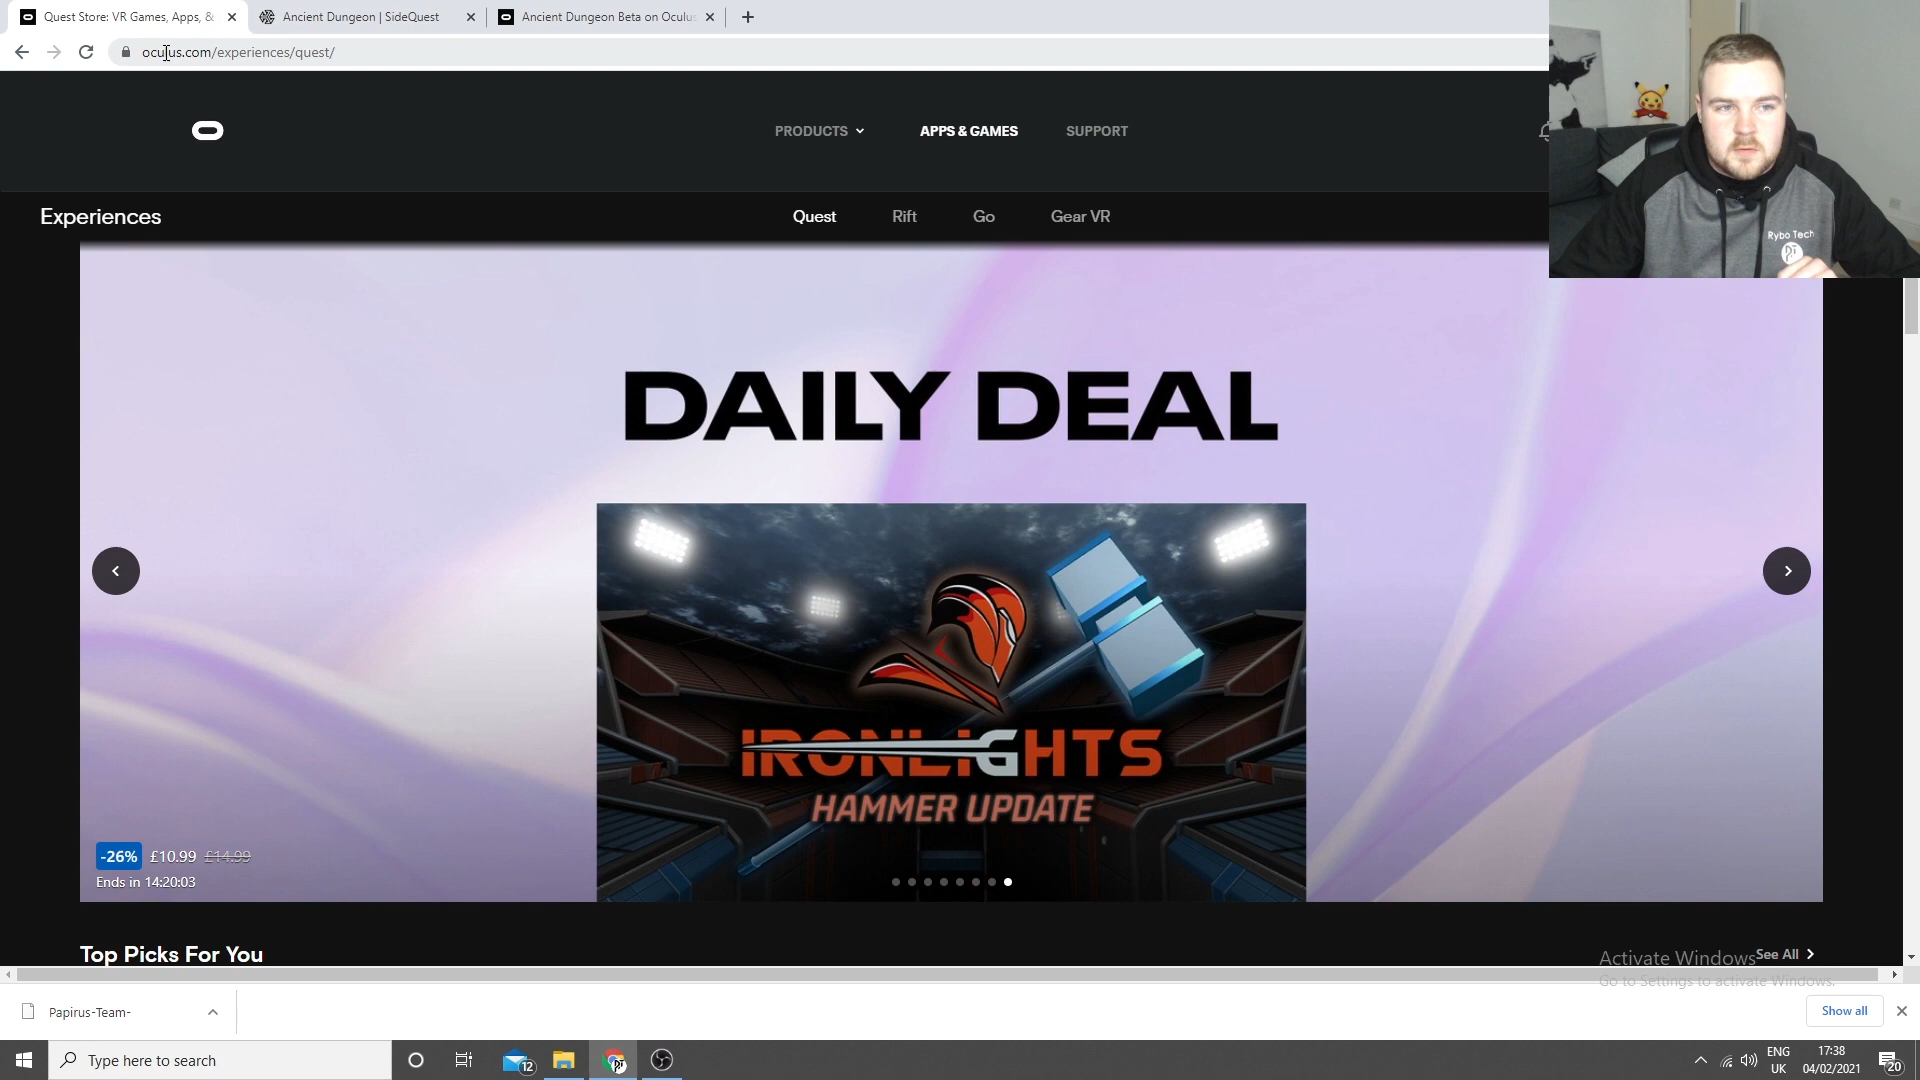 Quest Store: VR Games, Apps, &
Ancient Dungeon | SideQuest
Ancient Dungeon Beta on Oculus
oculus.com/experiences/quest/
PRODUCTS
APPS & GAMES
SUPPORT
Experiences
Quest
Rift
Go
Gear VR
Rybo Tech
DAILY DEAL
IRONLIGHTS
HAMMER UPDATE
-26% £10.99 £14.99
Ends in 14:20:03
Top Picks For You
See All
Activate Windows
Go to Settings to activate Windows.
Papirus-Team-
Show all
Type here to search
12
ENG
UK
17:38
04/02/2021
20